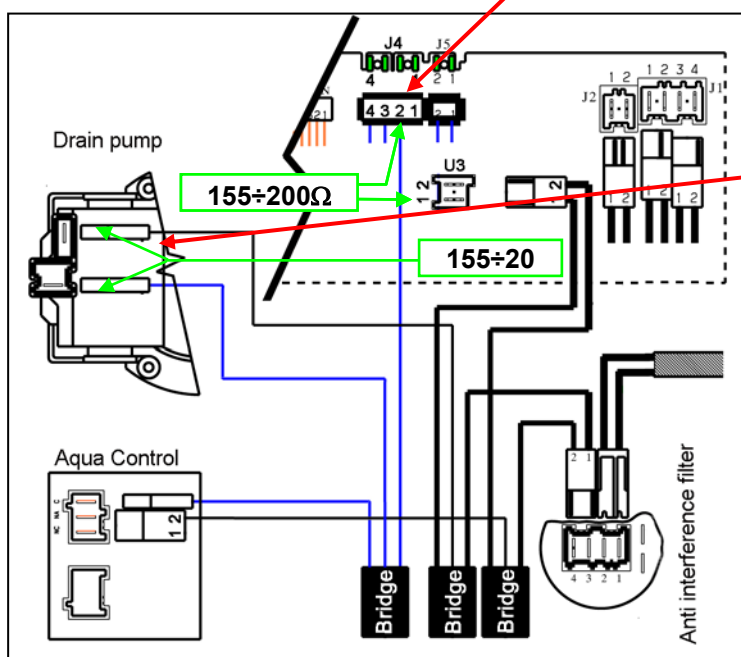 J4
J5
4
1
2 1
1 2
1 2 3 4
J2
J1
N
2 1
4 3 2 1
2 1
Drain pump
U3
155÷200Ω
1 2
1 2
155÷20
Aqua Control
NC NA C
1 2
2 1
4 3 2 1
Bridge
Bridge
Bridge
Anti interference filter